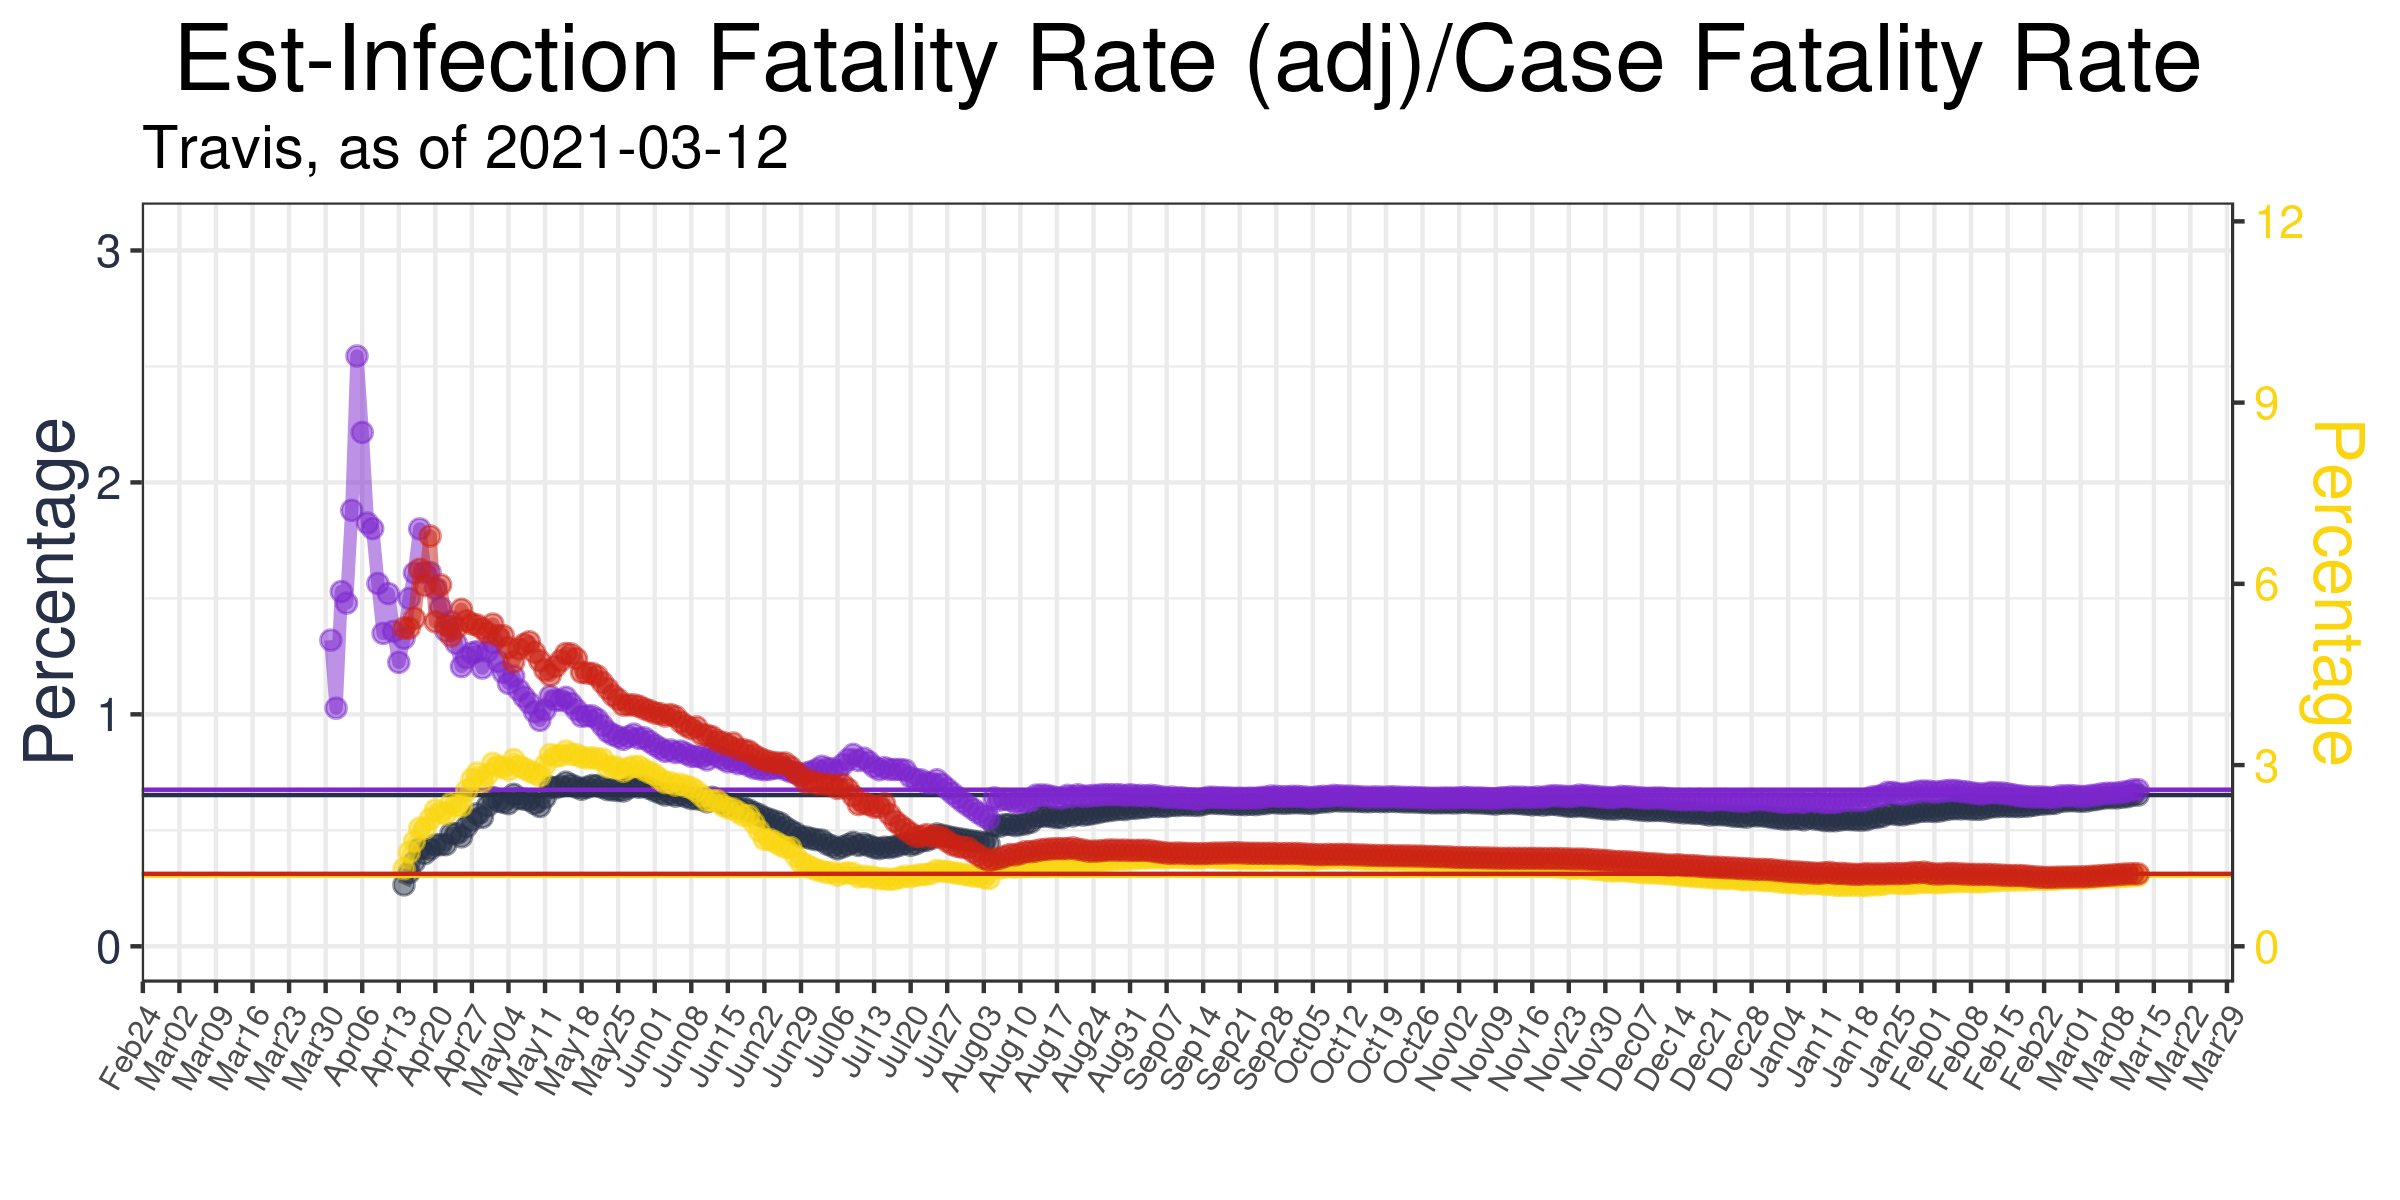 Est-Infection Fatality Rate (adj)/Case Fatality Rate
Travis, as of 2021-03-12
Percentage
3
2
1
0
12
9
6
3
0
Percentage
Feb24
Mar02
Mar09
Mar16
Mar23
Mar30
Apr06
Apr13
Apr20
Apr27
May04
May11
May18
May25
Jun01
Jun08
Jun15
Jun22
Jun29
Jul06
Jul13
Jul20
Jul27
Aug03
Aug10
Aug17
Aug24
Aug31
Sep07
Sep14
Sep21
Sep28
Oct05
Oct12
Oct19
Oct26
Nov02
Nov09
Nov16
Nov23
Nov30
Dec07
Dec14
Dec21
Dec28
Jan04
Jan11
Jan18
Jan25
Feb01
Feb08
Feb15
Feb22
Mar01
Mar08
Mar15
Mar22
Mar29